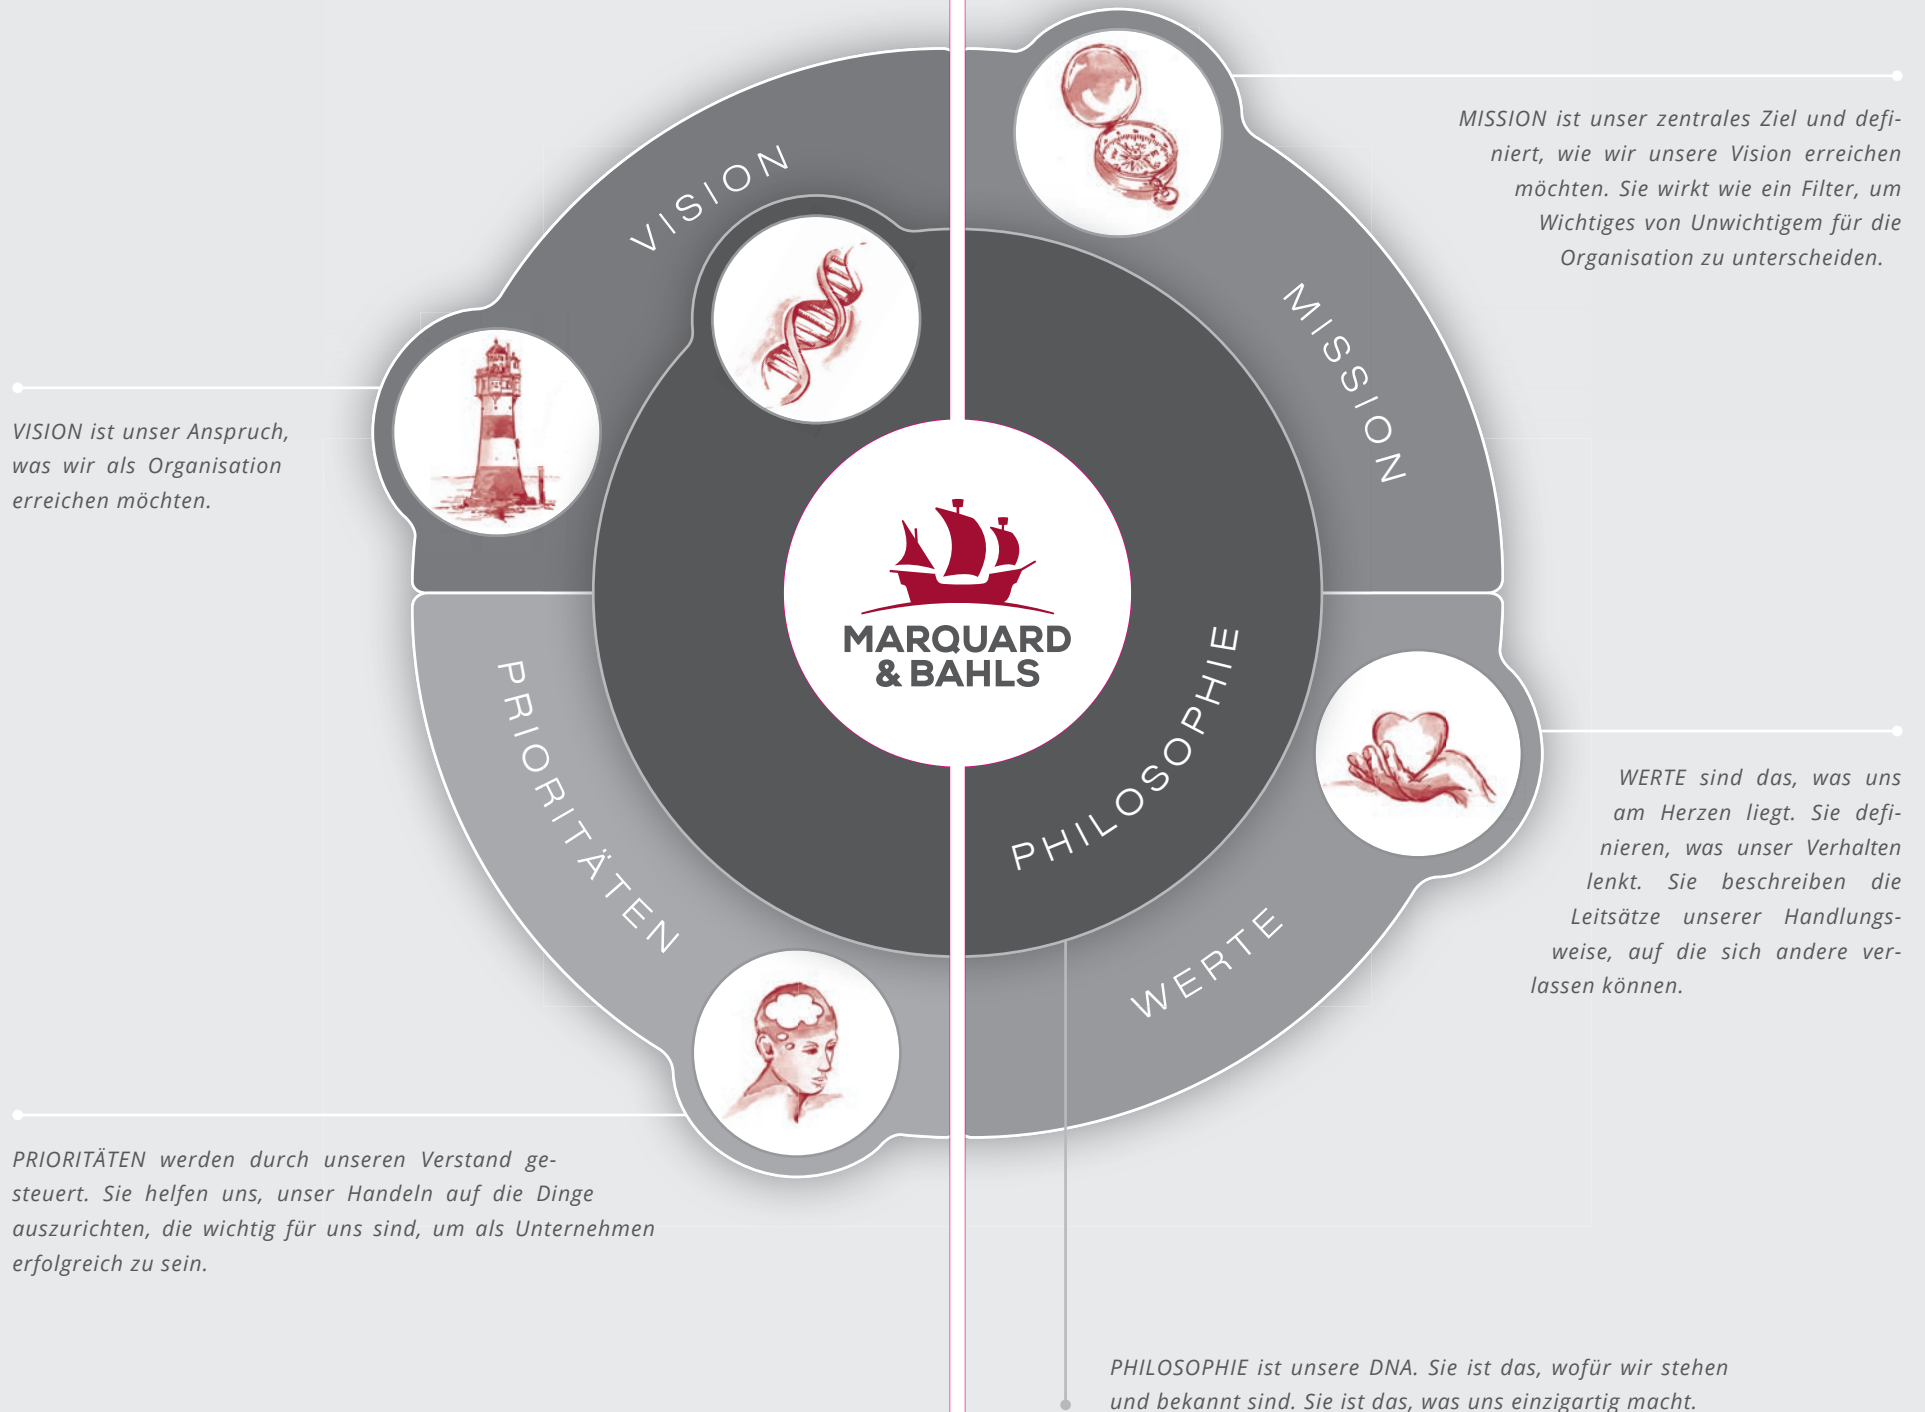 MISSION ist unser zentrales Ziel und defi-
niert, wie wir unsere Vision erreichen
möchten. Sie wirkt wie ein Filter, um
Wichtiges von Unwichtigem für die
Organisation zu unterscheiden.
VISION
MISSION
VISION ist unser Anspruch,
was wir als Organisation
erreichen möchten.
MARQUARD
& BAHLS
PRIORITÄTEN
PHILOSOPHIE
WERTE
WERTE sind das, was uns
am Herzen liegt. Sie defi-
nieren, was unser Verhalten
lenkt. Sie beschreiben die
Leitsätze unserer Handlungs-
weise, auf die sich andere ver-
lassen können.
PRIORITÄTEN werden durch unseren Verstand ge-
steuert. Sie helfen uns, unser Handeln auf die Dinge
auszurichten, die wichtig für uns sind, um als Unternehmen
erfolgreich zu sein.
PHILOSOPHIE ist unsere DNA. Sie ist das, wofür wir stehen
und bekannt sind. Sie ist das, was uns einzigartig macht.